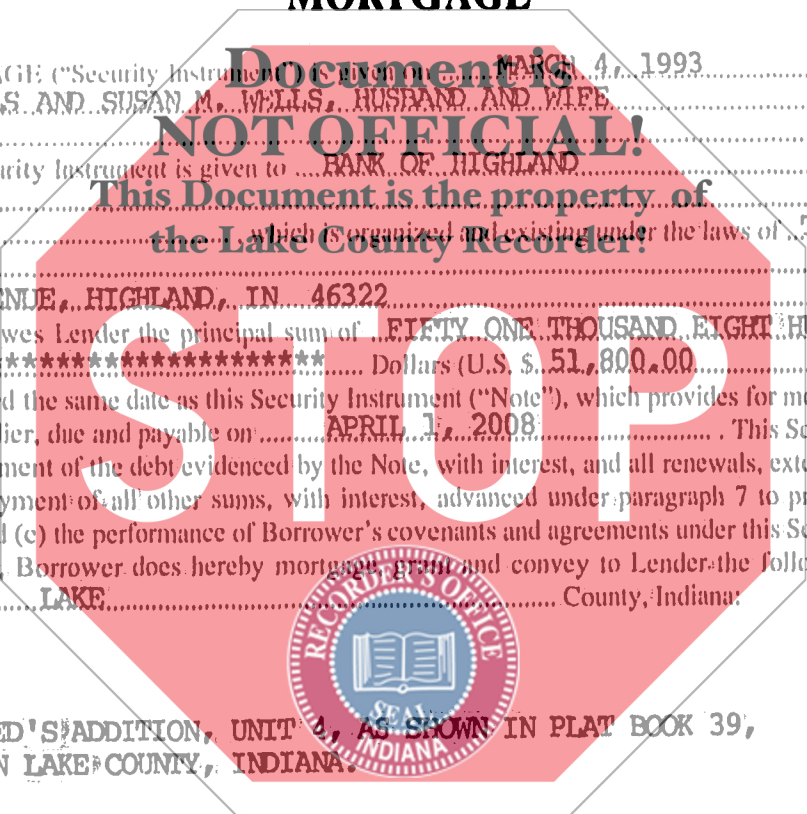 MORTGAGE
GE ("Security Instrument") is given on MARCH 4, 1993
S AND SUSAN M. WELLS, HUSBAND AND WIFE
urity Instrument is given to BANK OF HIGHLAND
which is organized and existing under the laws of
ENUE, HIGHLAND, IN 46322
wes Lender the principal sum of FIFTY ONE THOUSAND EIGHT H
******************** Dollars (U.S. $ 51,800.00
d the same date as this Security Instrument ("Note"), which provides for m
lier, due and payable on APRIL 1, 2008 . This S
ment of the debt evidenced by the Note, with interest, and all renewals, ext
yment of all other sums, with interest, advanced under paragraph 7 to p
(c) the performance of Borrower's covenants and agreements under this S
Borrower does hereby mortgage, grant and convey to Lender the foll
LAKE County, Indiana:
ED'S ADDITION, UNIT 4, AS SHOWN IN PLAT BOOK 39,
N LAKE COUNTY, INDIANA.
Document is
NOT OFFICIAL!
This Document is the property of
the Lake County Recorder!
STOP
RECORDER'S OFFICE
SEAL
INDIANA